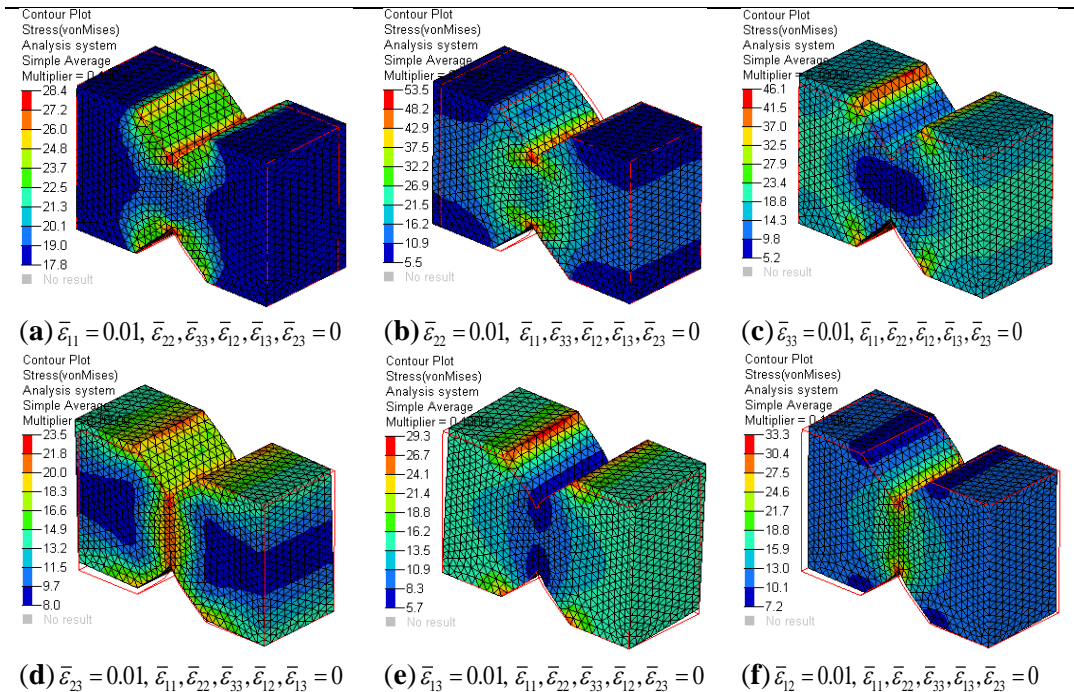 Contour Plot
Stress(vonMises)
Analysis system
Simple Average
Multiplier = 0.
28.4
27.2
26.0
24.8
23.7
22.5
21.3
20.1
19.0
17.8
No result
(a) ε̄₁₁ = 0.01, ε̄₂₂, ε̄₃₃, ε̄₁₂, ε̄₁₃, ε̄₂₃ = 0
Contour Plot
Stress(vonMises)
Analysis system
Simple Average
Multiplier =
53.5
48.2
42.9
37.5
32.2
26.9
21.5
16.2
10.9
5.5
No result
(b) ε̄₂₂ = 0.01, ε̄₁₁, ε̄₃₃, ε̄₁₂, ε̄₁₃, ε̄₂₃ = 0
Contour Plot
Stress(vonMises)
Analysis system
Simple Average
Multiplier =
46.1
41.5
37.0
32.5
27.9
23.4
18.8
14.3
9.8
5.2
No result
(c) ε̄₃₃ = 0.01, ε̄₁₁, ε̄₂₂, ε̄₁₂, ε̄₁₃, ε̄₂₃ = 0
Contour Plot
Stress(vonMises)
Analysis system
Simple Average
Multiplier = 0.
23.5
21.8
20.0
18.3
16.6
14.9
13.2
11.5
9.7
8.0
No result
(d) ε̄₂₃ = 0.01, ε̄₁₁, ε̄₂₂, ε̄₃₃, ε̄₁₂, ε̄₁₃ = 0
Contour Plot
Stress(vonMises)
Analysis system
Simple Average
Multiplier =
29.3
26.7
24.1
21.4
18.8
16.2
13.5
10.9
8.3
5.7
No result
(e) ε̄₁₃ = 0.01, ε̄₁₁, ε̄₂₂, ε̄₃₃, ε̄₁₂, ε̄₂₃ = 0
Contour Plot
Stress(vonMises)
Analysis system
Simple Average
Multiplier = 0.
33.3
30.4
27.5
24.6
21.7
18.8
15.9
13.0
10.1
7.2
No result
(f) ε̄₁₂ = 0.01, ε̄₁₁, ε̄₂₂, ε̄₃₃, ε̄₁₃, ε̄₂₃ = 0